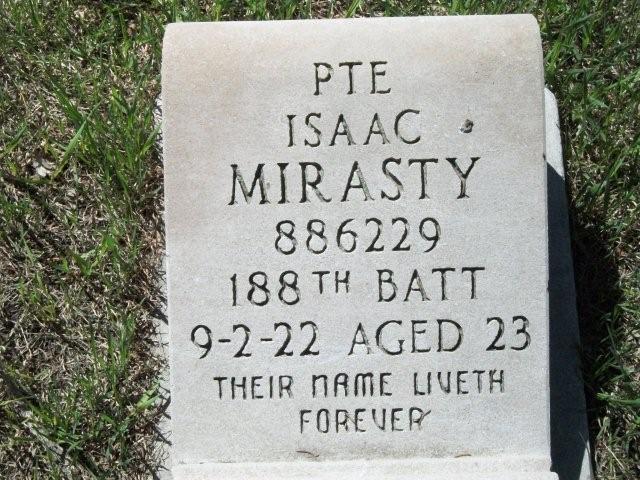 PTE
ISAAC
MIRASTY
886229
188TH BATT
9-2-22 AGED 23
THEIR NAME LIVETH
FOREVER